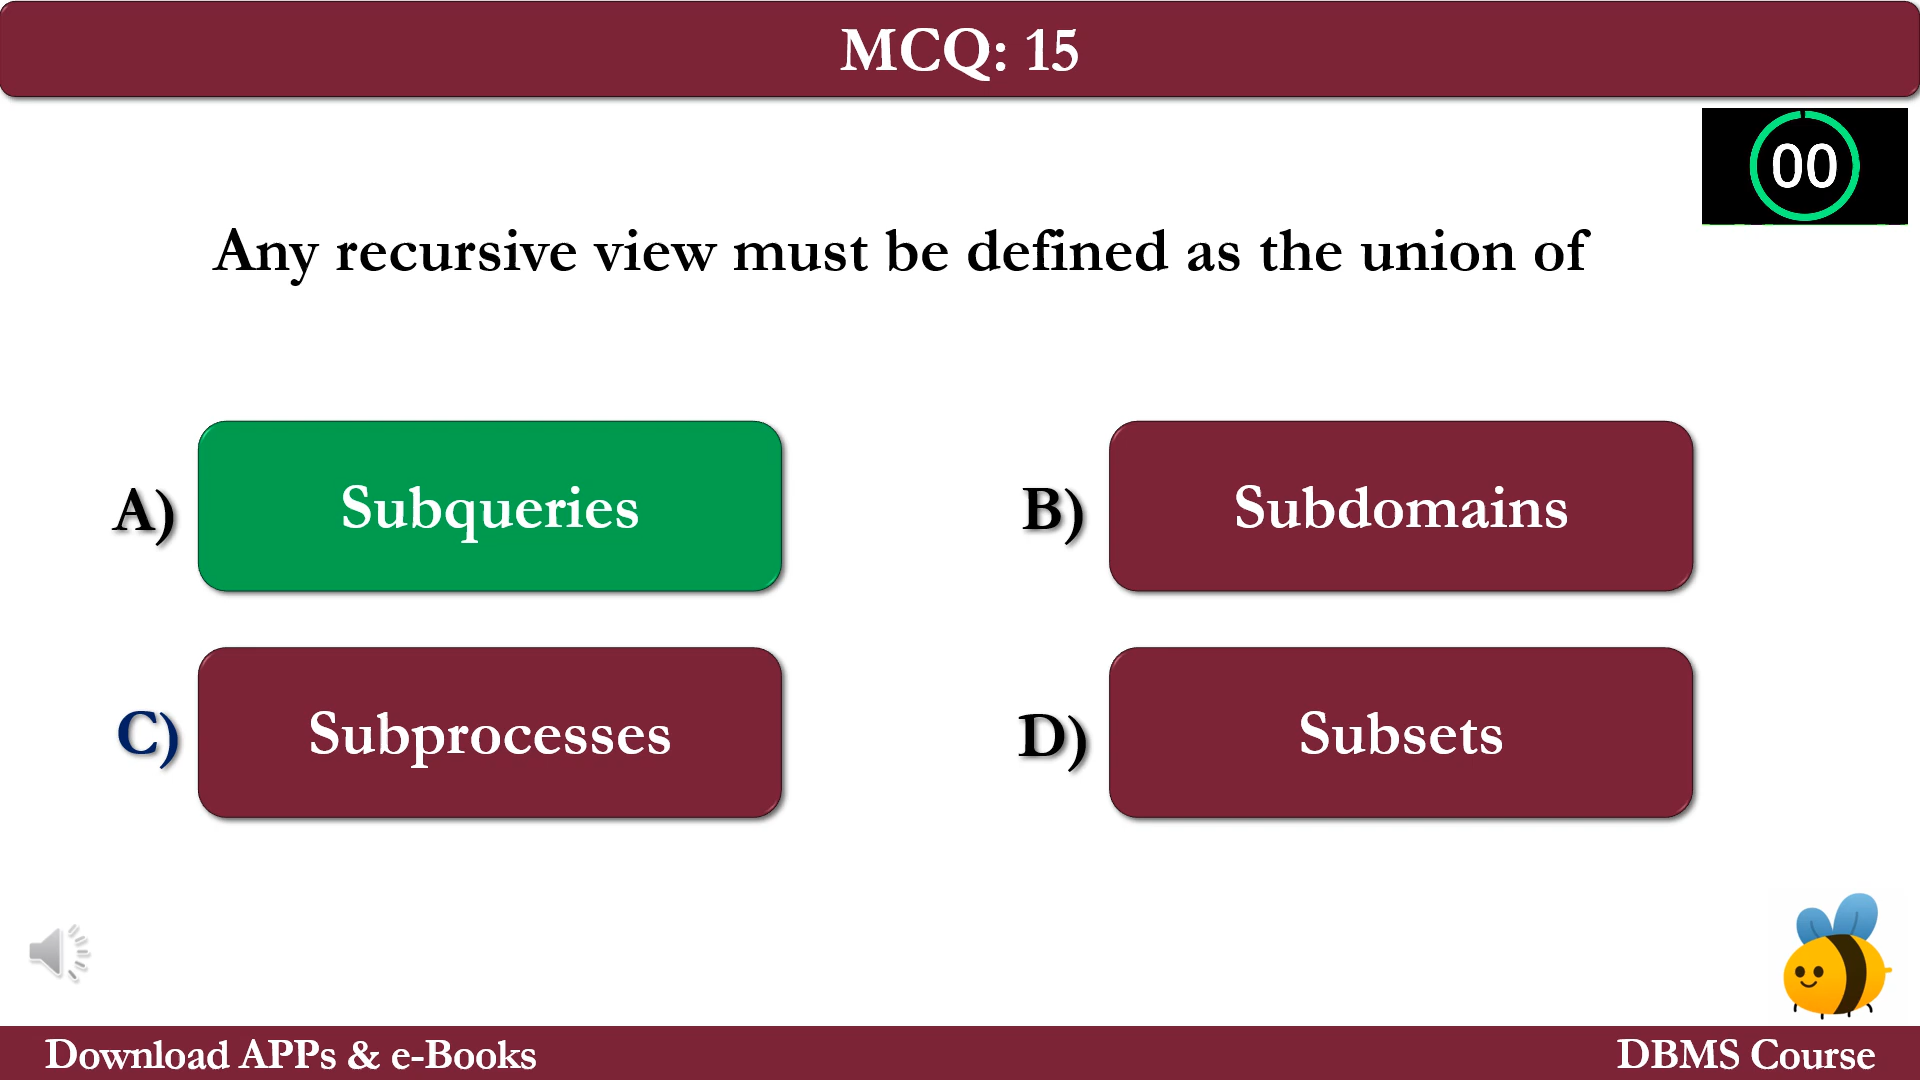 MCQ: 15
00
Any recursive view must be defined as the union of
A) Subqueries
B) Subdomains
C) Subprocesses
D) Subsets
Download APPs & e-Books
DBMS Course